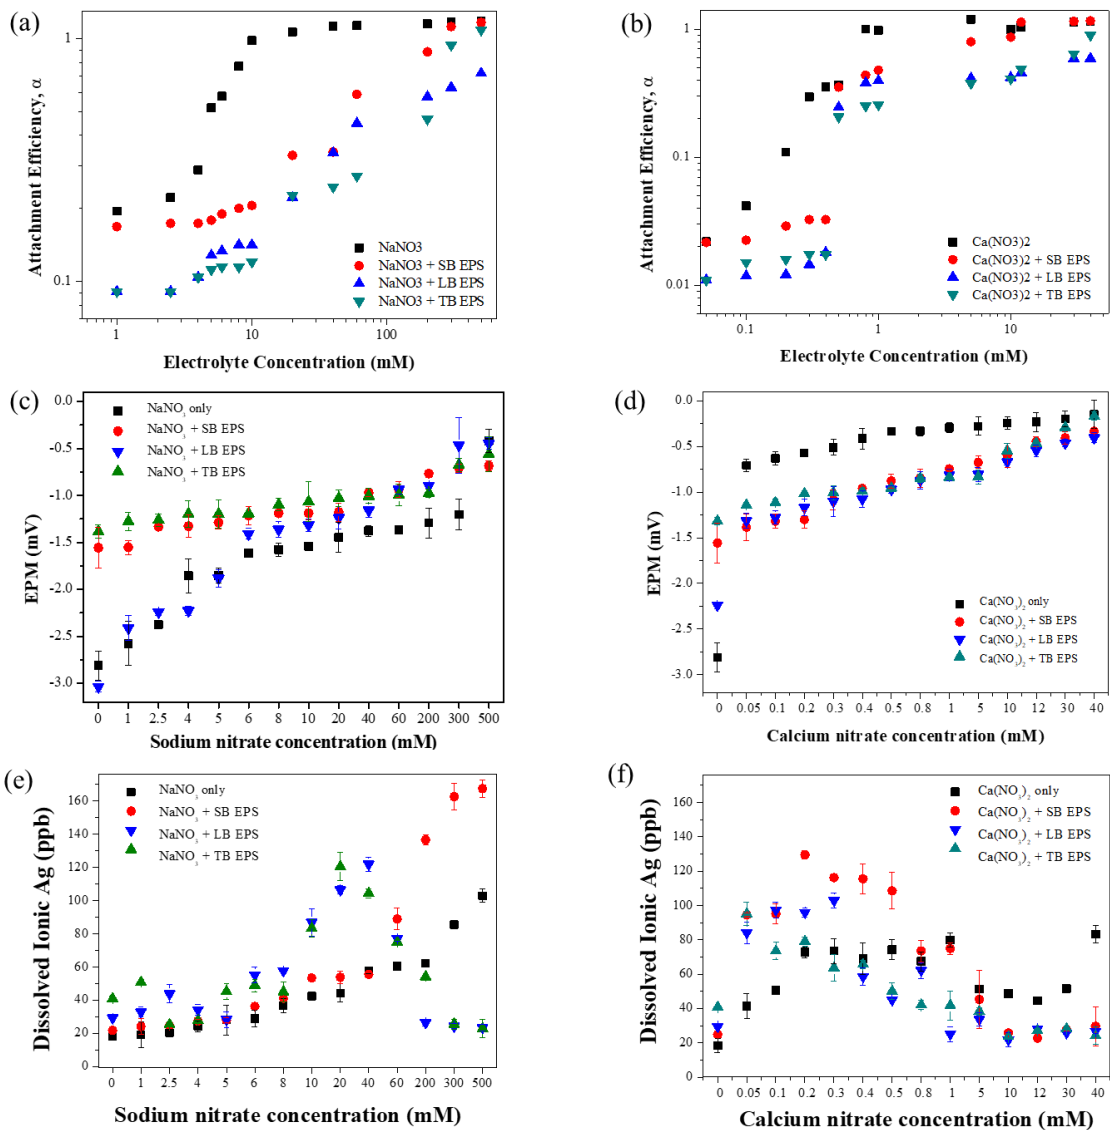 (a)
Attachment Efficiency, α
1
0.1
1
10
100
Electrolyte Concentration (mM)
NaNO3
NaNO3 + SB EPS
NaNO3 + LB EPS
NaNO3 + TB EPS
(b)
Attachment Efficiency, α
1
0.1
0.01
0.1
1
10
Electrolyte Concentration (mM)
Ca(NO3)2
Ca(NO3)2 + SB EPS
Ca(NO3)2 + LB EPS
Ca(NO3)2 + TB EPS
(c)
EPM (mV)
0.0
-0.5
-1.0
-1.5
-2.0
-2.5
-3.0
NaNO3 only
NaNO3 + SB EPS
NaNO3 + LB EPS
NaNO3 + TB EPS
0 1 2.5 4 5 6 8 10 20 40 60 200 300 500
Sodium nitrate concentration (mM)
(d)
EPM (mV)
0.0
-0.5
-1.0
-1.5
-2.0
-2.5
-3.0
Ca(NO3)2 only
Ca(NO3)2 + SB EPS
Ca(NO3)2 + LB EPS
Ca(NO3)2 + TB EPS
0 0.05 0.1 0.2 0.3 0.4 0.5 0.8 1 5 10 12 30 40
Calcium nitrate concentration (mM)
(e)
Dissolved Ionic Ag (ppb)
160
140
120
100
80
60
40
20
0
NaNO3 only
NaNO3 + SB EPS
NaNO3 + LB EPS
NaNO3 + TB EPS
0 1 2.5 4 5 6 8 10 20 40 60 200 300 500
Sodium nitrate concentration (mM)
(f)
Dissolved Ionic Ag (ppb)
160
140
120
100
80
60
40
20
0
Ca(NO3)2 only
Ca(NO3)2 + SB EPS
Ca(NO3)2 + LB EPS
Ca(NO3)2 + TB EPS
0 0.05 0.1 0.2 0.3 0.4 0.5 0.8 1 5 10 12 30 40
Calcium nitrate concentration (mM)